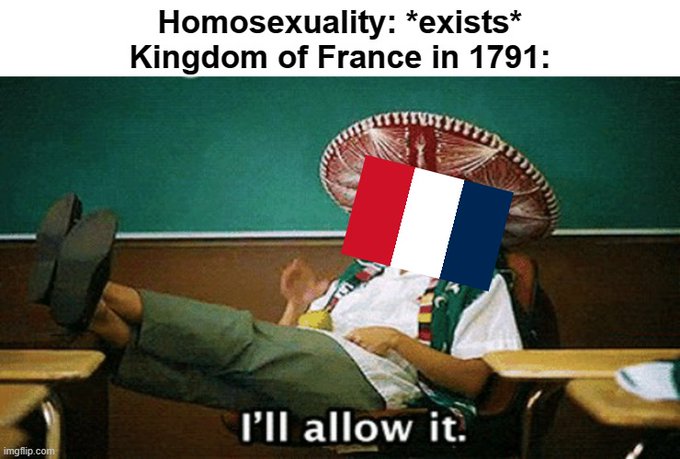 Homosexuality: *exists*
Kingdom of France in 1791:
I'll allow it.
imgflip.com